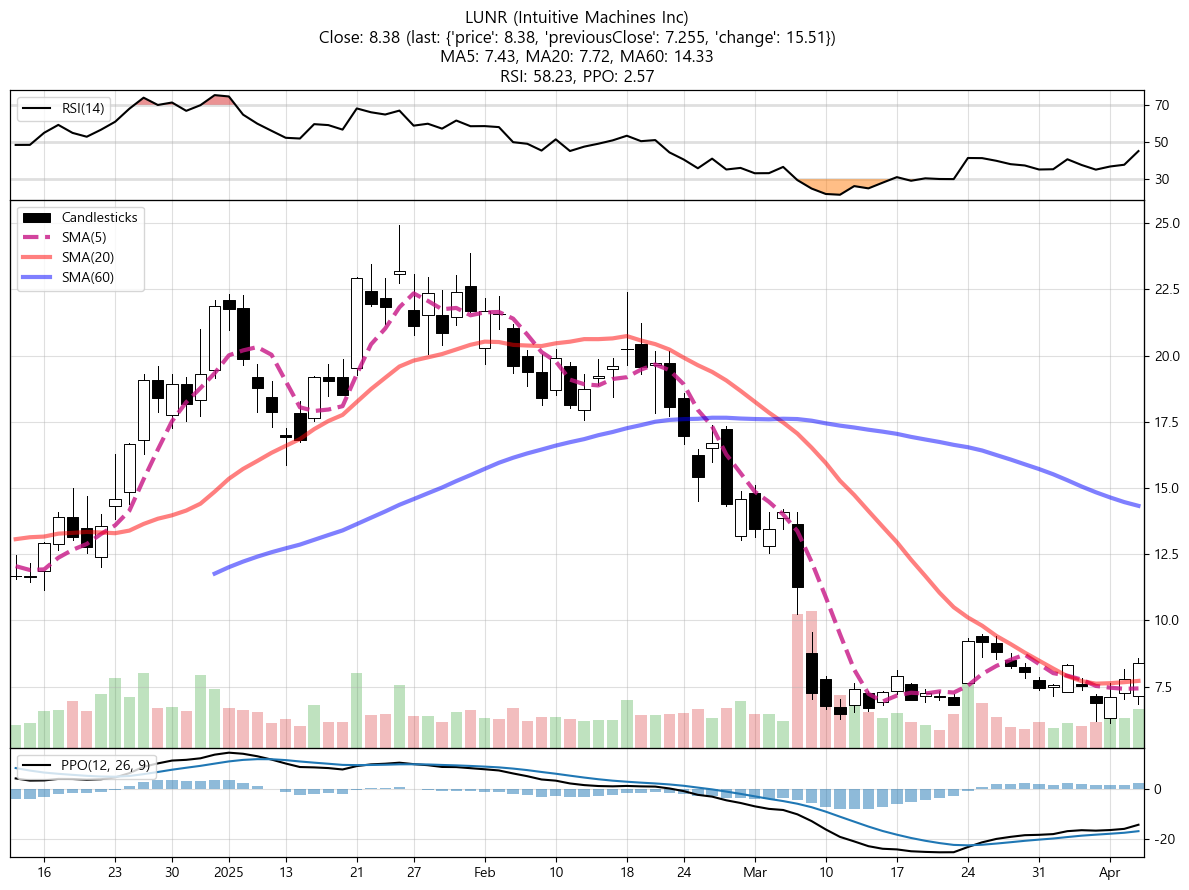 LUNR (Intuitive Machines Inc)
Close: 8.38 (last: {'price': 8.38, 'previousClose': 7.255, 'change': 15.51})
MA5: 7.43, MA20: 7.72, MA60: 14.33
RSI: 58.23, PPO: 2.57
RSI(14)
70
50
30
Candlesticks
SMA(5)
SMA(20)
SMA(60)
25.0
22.5
20.0
17.5
15.0
12.5
10.0
7.5
PPO(12, 26, 9)
0
-20
16 23 30 2025 13 21 27 Feb 10 18 24 Mar 10 17 24 31 Apr